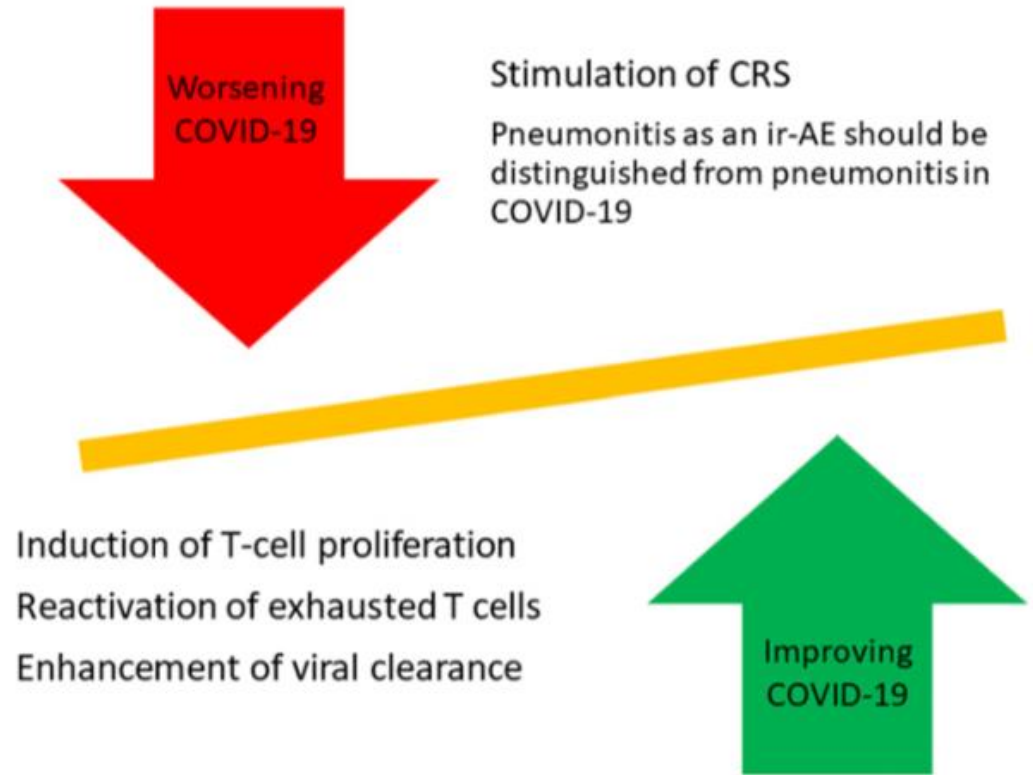 Worsening
COVID-19
Stimulation of CRS
Pneumonitis as an ir-AE should be
distinguished from pneumonitis in
COVID-19
Induction of T-cell proliferation
Reactivation of exhausted T cells
Enhancement of viral clearance
Improving
COVID-19